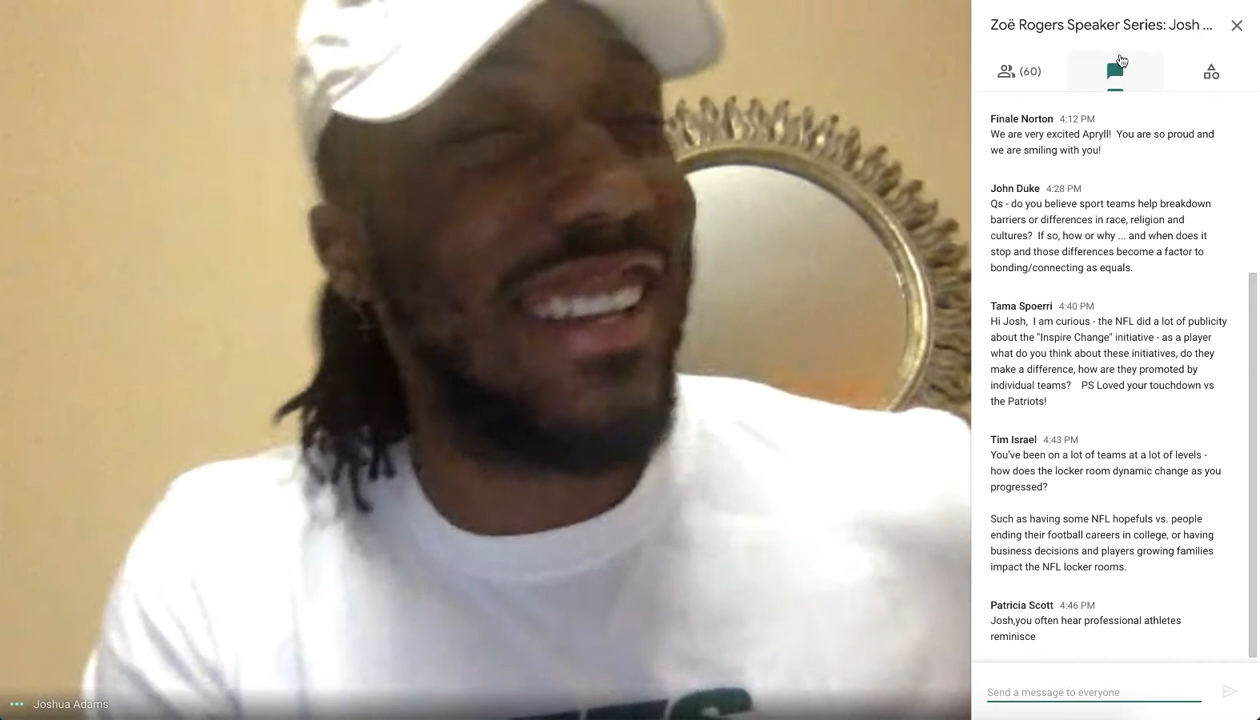 Zoë Rogers Speaker Series: Josh ...
(60)
Finale Norton 4:12 PM
We are very excited Apryll! You are so proud and
we are smiling with you!
John Duke 4:28 PM
Qs - do you believe sport teams help breakdown
barriers or differences in race, religion and
cultures? If so, how or why ... and when does it
stop and those differences become a factor to
bonding/connecting as equals.
Tama Spoerri 4:40 PM
Hi Josh, I am curious - the NFL did a lot of publicity
about the "Inspire Change" initiative - as a player
what do you think about these initiatives, do they
make a difference, how are they promoted by
individual teams? PS Loved your touchdown vs
the Patriots!
Tim Israel 4:43 PM
You've been on a lot of teams at a lot of levels -
how does the locker room dynamic change as you
progressed?
Such as having some NFL hopefuls vs. people
ending their football careers in college, or having
business decisions and players growing families
impact the NFL locker rooms.
Patricia Scott 4:46 PM
Josh,you often hear professional athletes
reminisce
Send a message to everyone
Joshua Adams